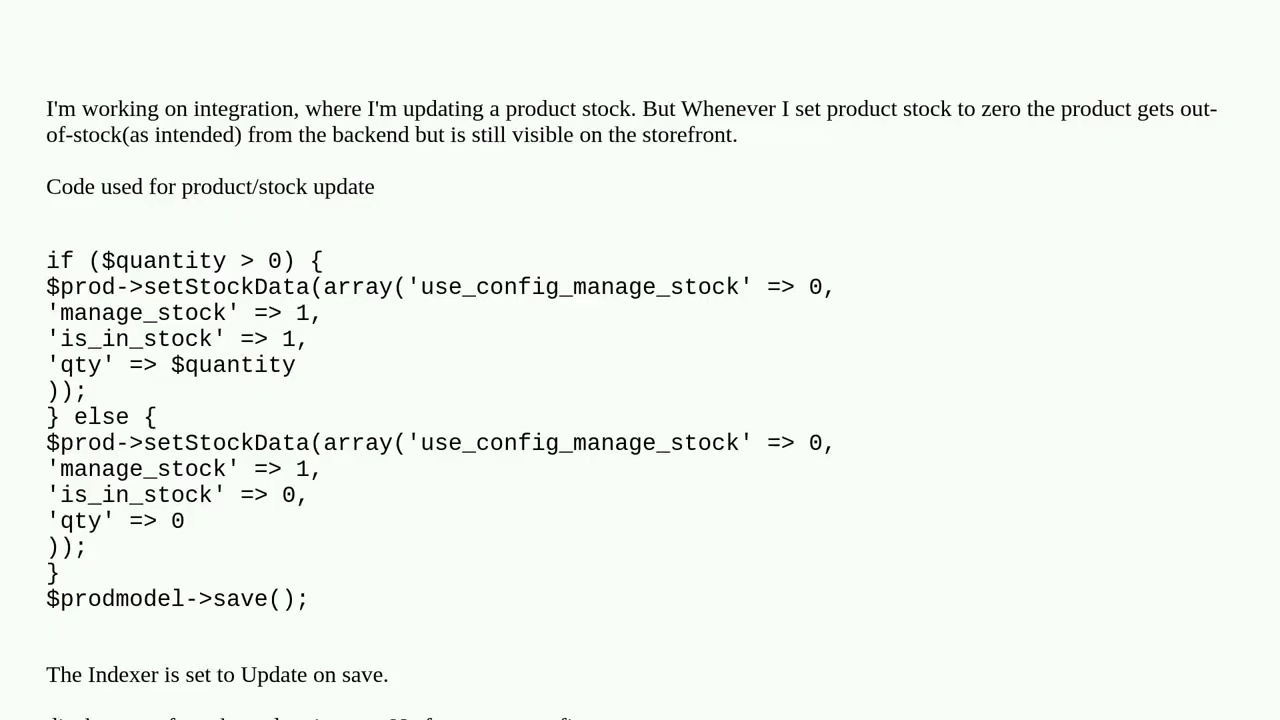 I'm working on integration, where I'm updating a product stock. But Whenever I set product stock to zero the product gets out-
of-stock(as intended) from the backend but is still visible on the storefront.
Code used for product/stock update
if ($quantity > 0) {
$prod->setStockData(array('use_config_manage_stock' => 0,
'manage_stock' => 1,
'is_in_stock' => 1,
'qty' => $quantity
));
} else {
$prod->setStockData(array('use_config_manage_stock' => 0,
'manage_stock' => 1,
'is_in_stock' => 0,
'qty' => 0
));
}
$prodmodel->save();
The Indexer is set to Update on save.